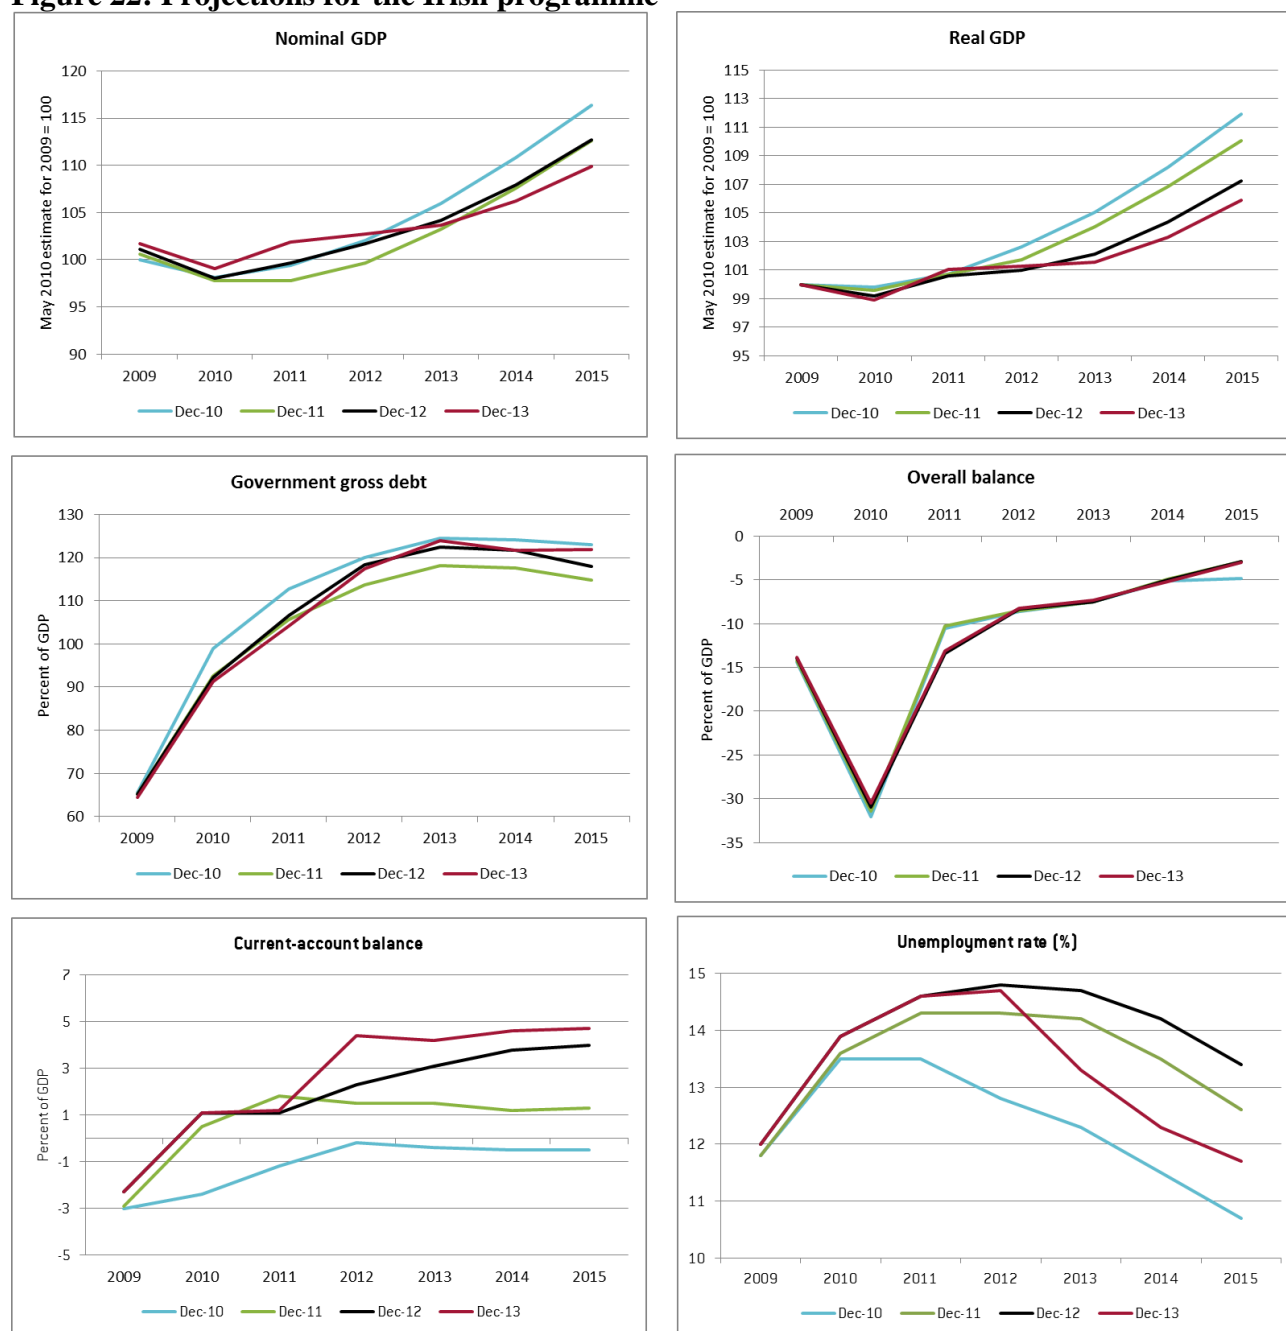 Figure 22: Projections for the Irish programme
Nominal GDP
May 2010 estimate for 2009 = 100
120
115
110
105
100
95
90
2009 2010 2011 2012 2013 2014 2015
Dec-10 Dec-11 Dec-12 Dec-13
Real GDP
May 2010 estimate for 2009 = 100
115
113
111
109
107
105
103
101
99
97
95
2009 2010 2011 2012 2013 2014 2015
Dec-10 Dec-11 Dec-12 Dec-13
Government gross debt
Percent of GDP
130
120
110
100
90
80
70
60
2009 2010 2011 2012 2013 2014 2015
Dec-10 Dec-11 Dec-12 Dec-13
Overall balance
2009 2010 2011 2012 2013 2014 2015
Percent of GDP
0
-5
-10
-15
-20
-25
-30
-35
Dec-10 Dec-11 Dec-12 Dec-13
Current-account balance
Percent of GDP
7
5
3
1
-1
-3
-5
2009 2010 2011 2012 2013 2014 2015
Dec-10 Dec-11 Dec-12 Dec-13
Unemployment rate (%)
15
14
13
12
11
10
2009 2010 2011 2012 2013 2014 2015
Dec-10 Dec-11 Dec-12 Dec-13